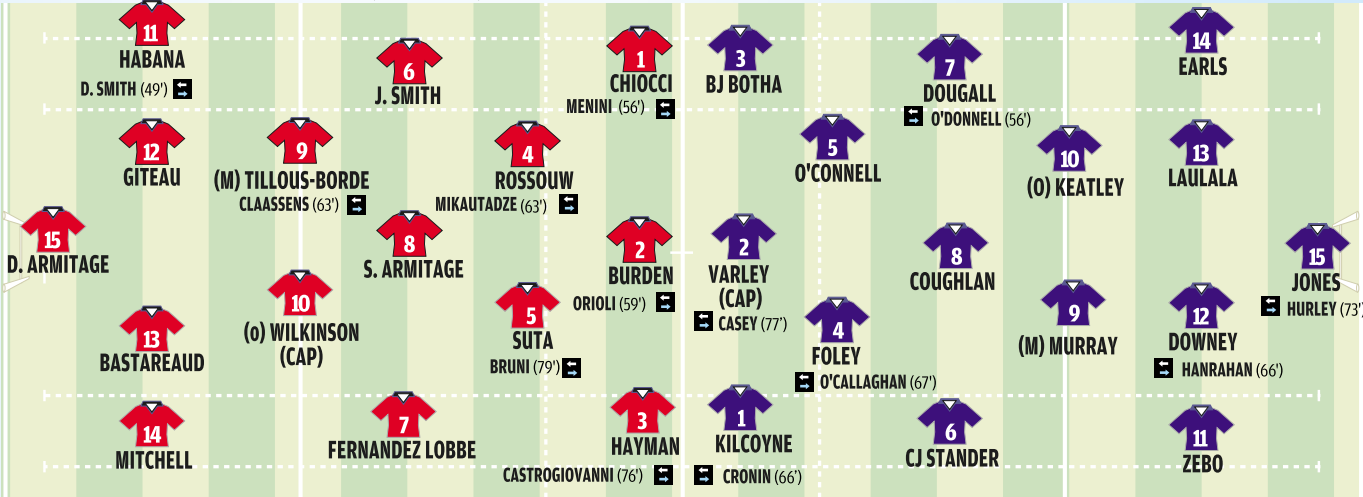 11
HABANA
D. SMITH (49')
12
GITEAU
15
D. ARMITAGE
13
BASTAREAUD
14
MITCHELL
9
(M) TILLOUS-BORDE
CLAASSENS (63')
10
(o) WILKINSON
(CAP)
6
J. SMITH
8
S. ARMITAGE
7
FERNANDEZ LOBBE
4
ROSSOUW
MIKAUTADZE (63')
5
SUTA
BRUNI (79')
1
CHIOCCI
MENINI (56')
2
BURDEN
ORIOLI (59')
3
HAYMAN
CASTROGIOVANNI (76')
3
BJ BOTHA
2
VARLEY
(CAP)
CASEY (77')
1
KILCOYNE
CRONIN (66')
5
O'CONNELL
4
FOLEY
O'CALLAGHAN (67')
7
DOUGALL
O'DONNELL (56')
8
COUGHLAN
6
CJ STANDER
10
(O) KEATLEY
9
(M) MURRAY
14
EARLS
13
LAULALA
12
DOWNEY
HANRAHAN (66')
11
ZEBO
15
JONES
HURLEY (73')